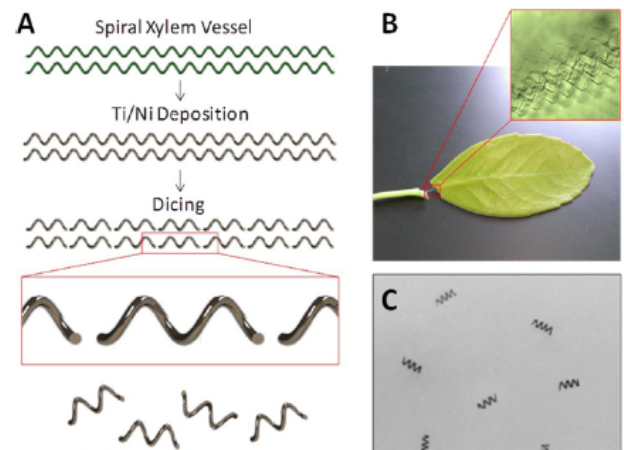 A
Spiral Xylem Vessel
Ti/Ni Deposition
Dicing
B
C